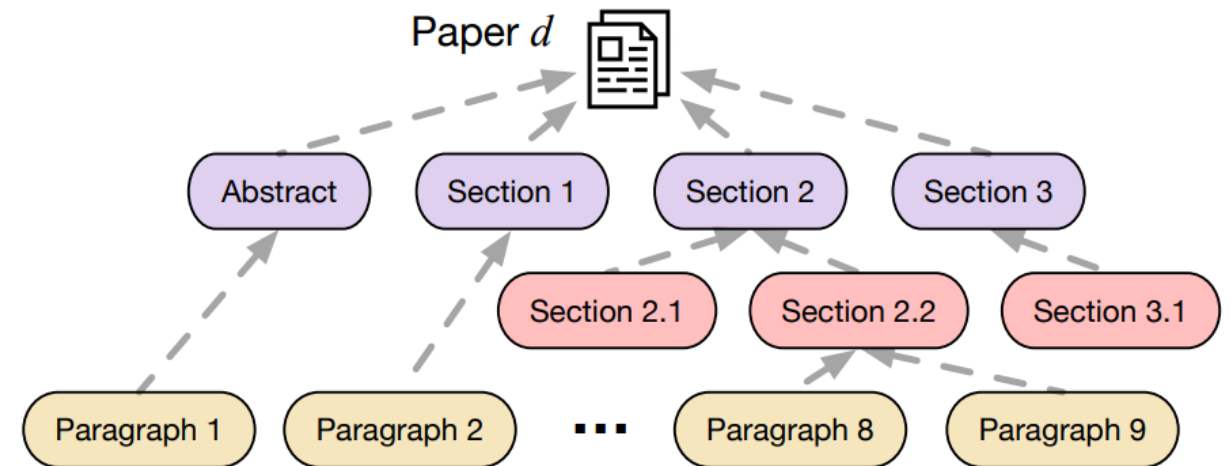 Paper d
Abstract
Section 1
Section 2
Section 3
Section 2.1
Section 2.2
Section 3.1
Paragraph 1
Paragraph 2
...
Paragraph 8
Paragraph 9